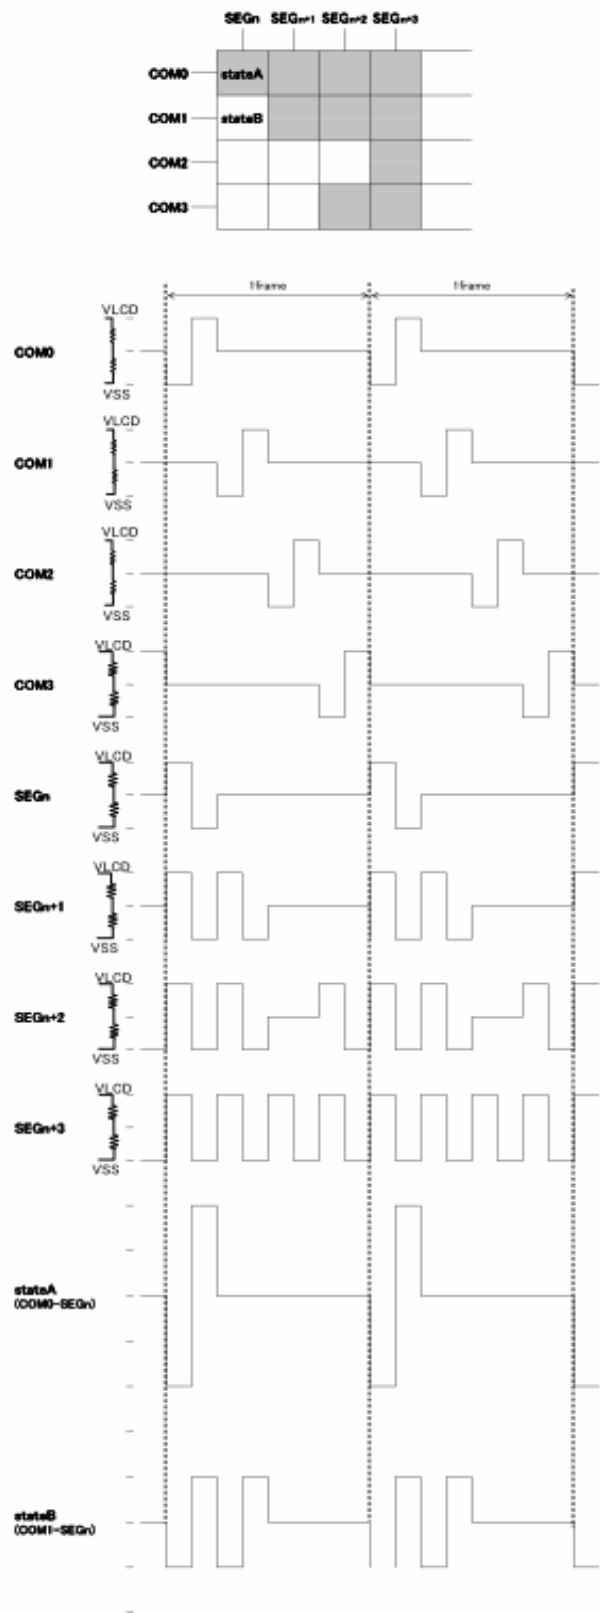 SEGn SEGn+1 SEGn+2 SEGn+3
COM0 stateA
COM1 stateB
COM2
COM3
1frame 1frame
VLCD
COM0
VSS
VLCD
COM1
VSS
VLCD
COM2
VSS
VLCD
COM3
VSS
VLCD
SEGn
VSS
VLCD
SEGn+1
VSS
VLCD
SEGn+2
VSS
VLCD
SEGn+3
VSS
stateA
(COM0-SEGn)
stateB
(COM1-SEGn)